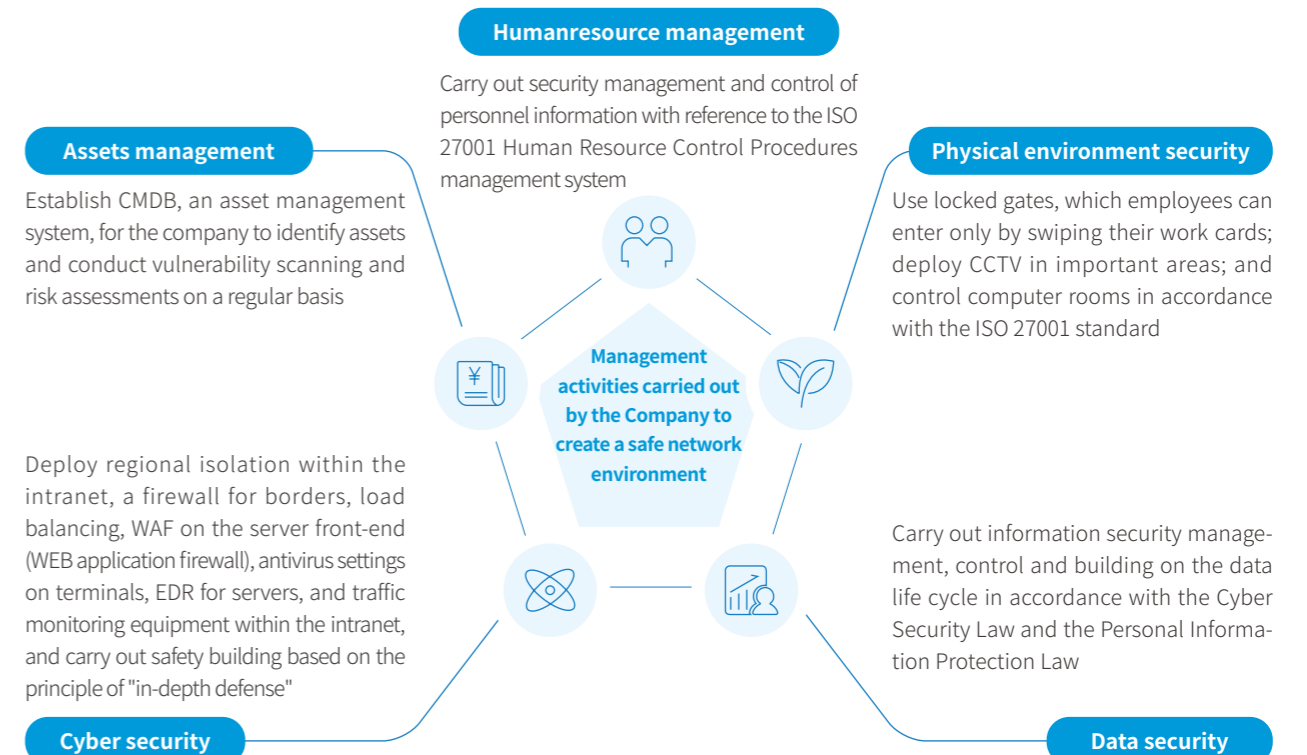 Humanresource management
Carry out security management and control of
personnel information with reference to the ISO
27001 Human Resource Control Procedures
management system
Assets management
Establish CMDB, an asset management
system, for the company to identify assets
and conduct vulnerability scanning and
risk assessments on a regular basis
Physical environment security
Use locked gates, which employees can
enter only by swiping their work cards;
deploy CCTV in important areas; and
control computer rooms in accordance
with the ISO 27001 standard
¥
Management
activities carried out
by the Company to
create a safe network
environment
Deploy regional isolation within the
intranet, a firewall for borders, load
balancing, WAF on the server front-end
(WEB application firewall), antivirus settings
on terminals, EDR for servers, and traffic
monitoring equipment within the intranet,
and carry out safety building based on the
principle of "in-depth defense"
Cyber security
Carry out information security manage-
ment, control and building on the data
life cycle in accordance with the Cyber
Security Law and the Personal Informa-
tion Protection Law
Data security